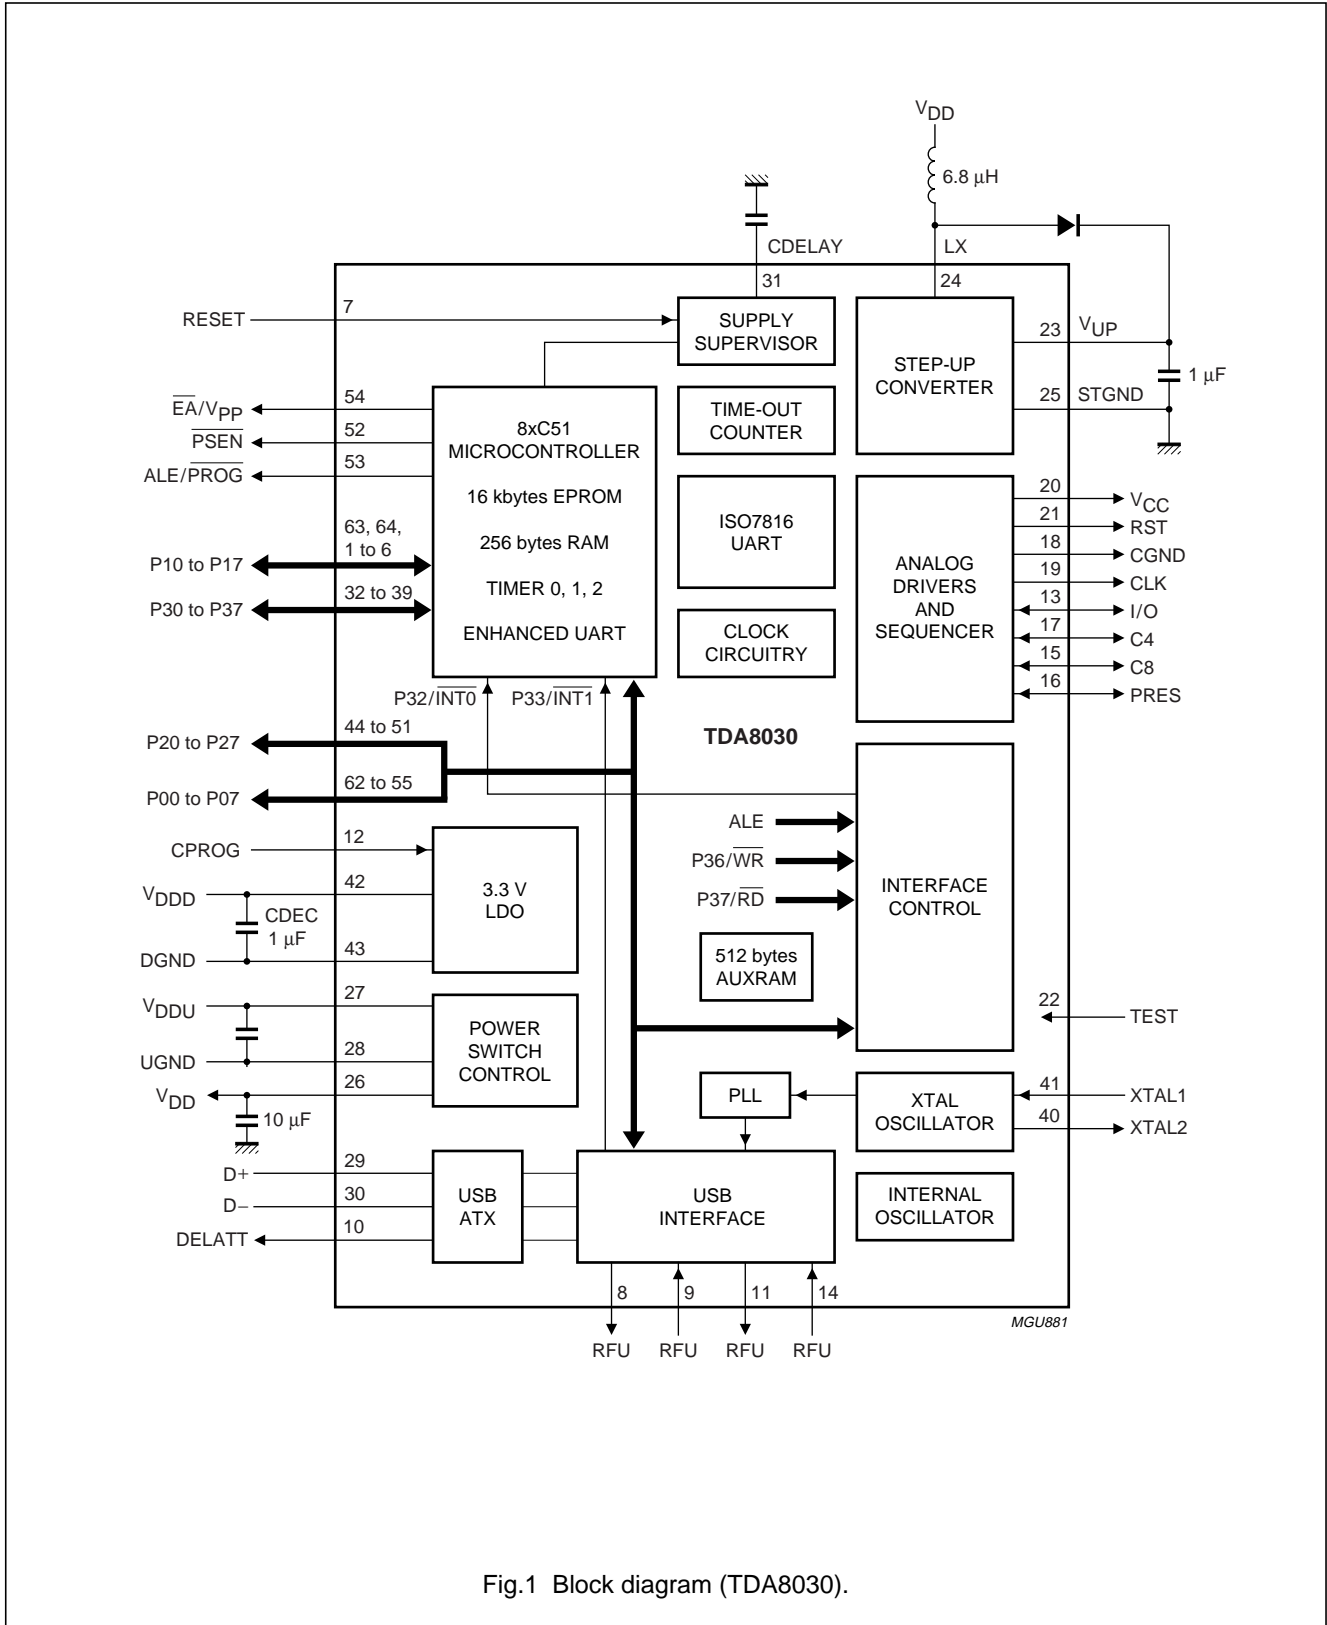 VDD
6.8 µH
CDELAY
LX
31
24
7
RESET
SUPPLY
SUPERVISOR
STEP-UP
CONVERTER
23
VUP
1 µF
25
STGND
54
EA/VPP
52
PSEN
53
ALE/PROG
8xC51
MICROCONTROLLER
16 kbytes EPROM
256 bytes RAM
TIMER 0, 1, 2
ENHANCED UART
TIME-OUT
COUNTER
ISO7816
UART
CLOCK
CIRCUITRY
ANALOG
DRIVERS
AND
SEQUENCER
20
VCC
21
RST
18
CGND
19
CLK
13
I/O
17
C4
15
C8
16
PRES
63, 64,
1 to 6
P10 to P17
32 to 39
P30 to P37
P32/INT0
P33/INT1
44 to 51
P20 to P27
62 to 55
P00 to P07
TDA8030
ALE
P36/WR
P37/RD
INTERFACE
CONTROL
12
CPROG
42
VDDD
CDEC
1 µF
43
DGND
3.3 V
LDO
512 bytes
AUXRAM
27
VDDU
28
UGND
26
VDD
10 µF
POWER
SWITCH
CONTROL
22
TEST
PLL
XTAL
OSCILLATOR
41
XTAL1
40
XTAL2
29
D+
30
D−
10
DELATT
USB
ATX
USB
INTERFACE
INTERNAL
OSCILLATOR
8
9
11
14
RFU
RFU
RFU
RFU
MGU881
Fig.1 Block diagram (TDA8030).